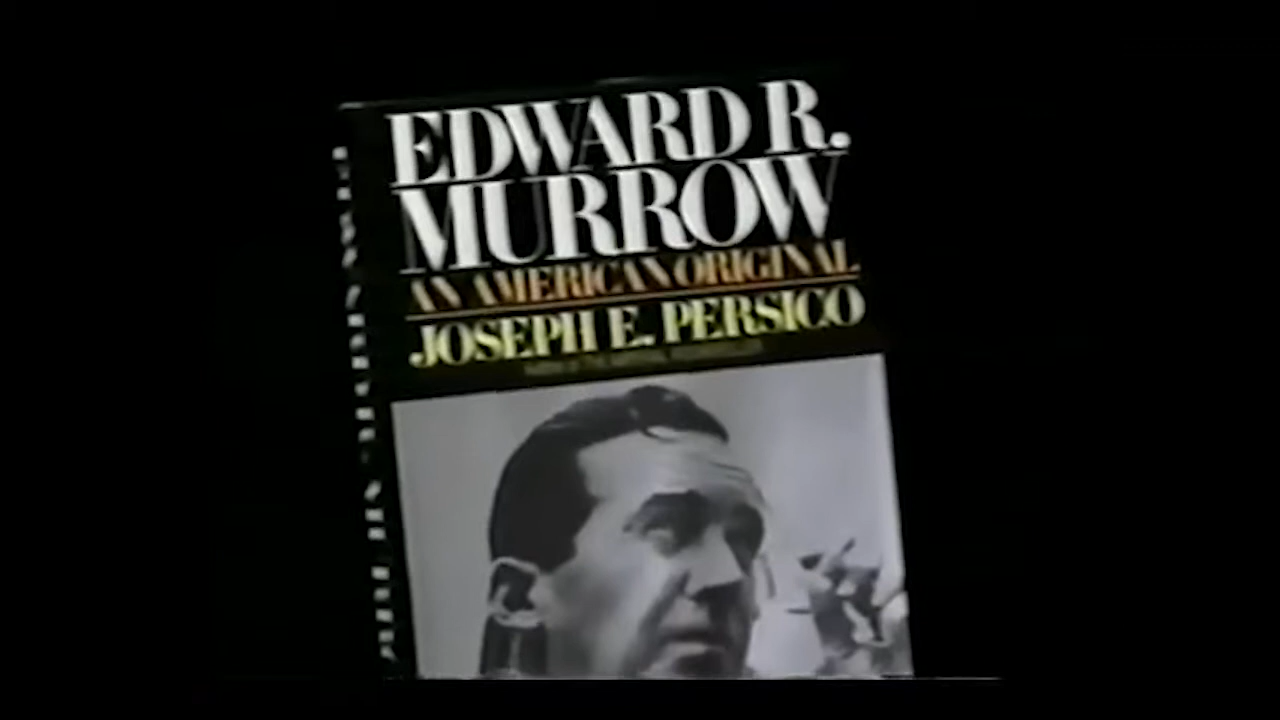 EDWARD R.
MURROW
AN AMERICAN ORIGINAL
JOSEPH E. PERSICO